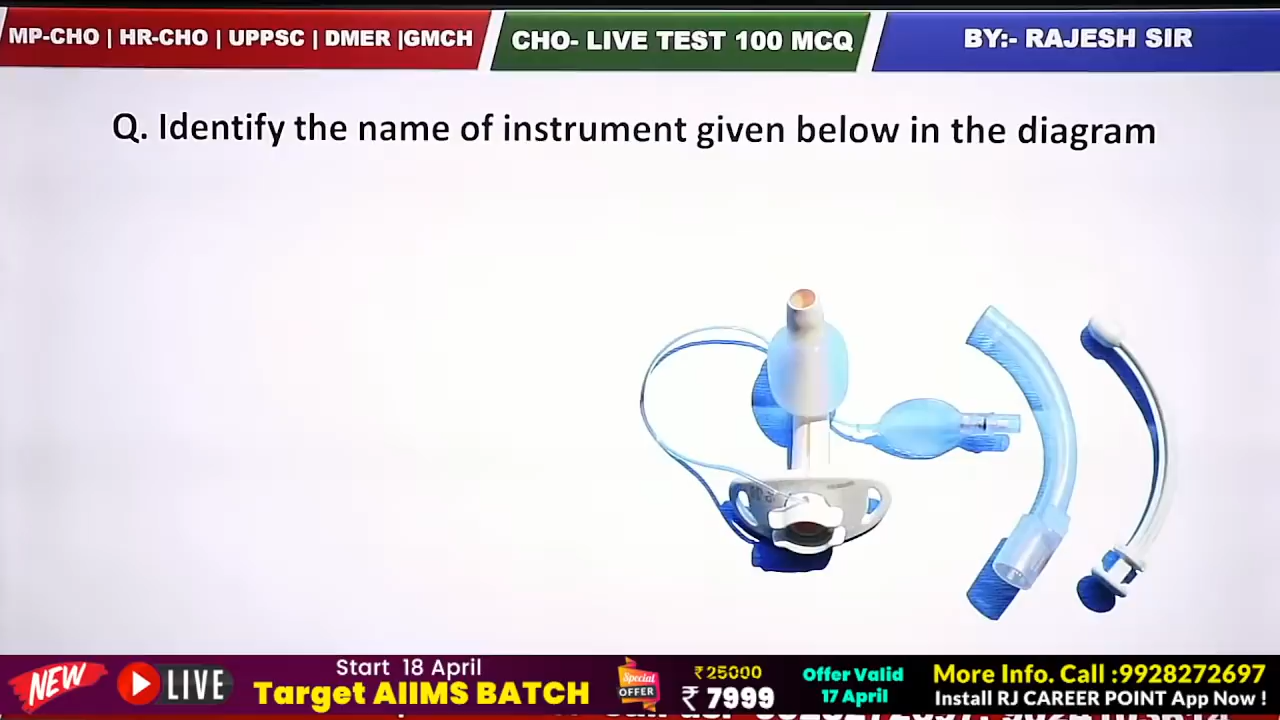 MP-CHO | HR-CHO | UPPSC | DMER |GMCH
CHO- LIVE TEST 100 MCQ
BY:- RAJESH SIR
Q. Identify the name of instrument given below in the diagram
NEW
LIVE
Start 18 April
Target AIIMS BATCH
Special
OFFER
₹25000
₹ 7999
Offer Valid
17 April
More Info. Call :9928272697
Install RJ CAREER POINT App Now !